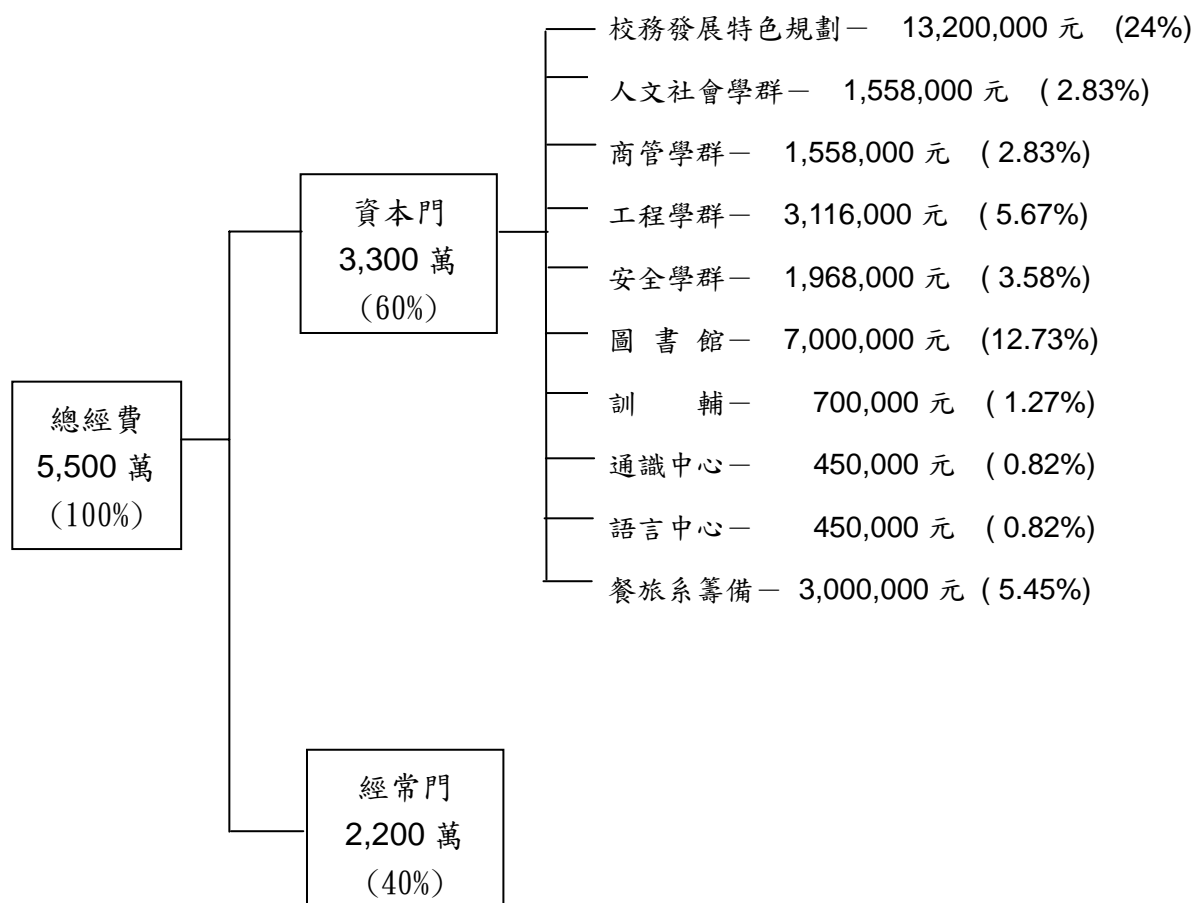 校務發展特色規劃－ 13,200,000 元 (24%)
人文社會學群－ 1,558,000 元 ( 2.83%)
商管學群－ 1,558,000 元 ( 2.83%)
工程學群－ 3,116,000 元 ( 5.67%)
安全學群－ 1,968,000 元 ( 3.58%)
圖 書 館－ 7,000,000 元 (12.73%)
訓 輔－ 700,000 元 ( 1.27%)
通識中心－ 450,000 元 ( 0.82%)
語言中心－ 450,000 元 ( 0.82%)
餐旅系籌備－ 3,000,000 元 ( 5.45%)
資本門
3,300 萬
(60%)
總經費
5,500 萬
(100%)
經常門
2,200 萬
(40%)